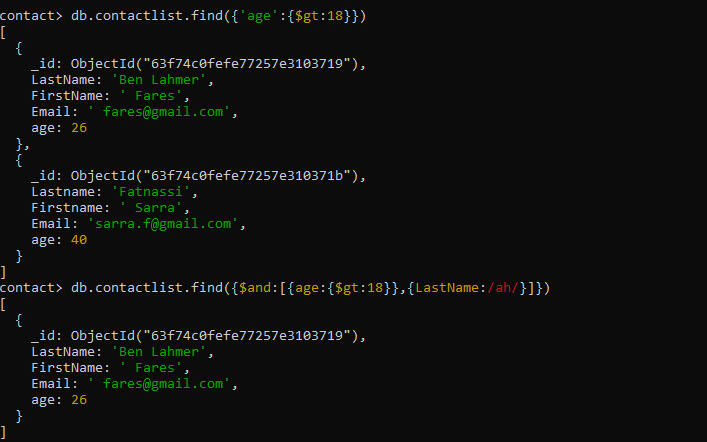 contact> db.contactlist.find({'age':{$gt:18}})
[
  {
    _id: ObjectId("63f74c0fefe77257e3103719"),
    LastName: 'Ben Lahmer',
    FirstName: ' Fares',
    Email: ' fares@gmail.com',
    age: 26
  },
  {
    _id: ObjectId("63f74c0fefe77257e310371b"),
    Lastname: 'Fatnassi',
    Firstname: ' Sarra',
    Email: 'sarra.f@gmail.com',
    age: 40
  }
]
contact> db.contactlist.find({$and:[{age:{$gt:18}},{LastName:/ah/}]})
[
  {
    _id: ObjectId("63f74c0fefe77257e3103719"),
    LastName: 'Ben Lahmer',
    FirstName: ' Fares',
    Email: ' fares@gmail.com',
    age: 26
  }
]